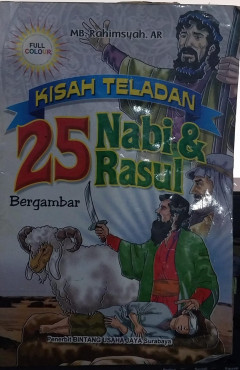 MB. Rahimsyah. AR
FULL
COLOUR
KISAH TELADAN
25 Nabi &
Rasul
Bergambar
Penerbit BINTANG USAHA JAYA Surabaya